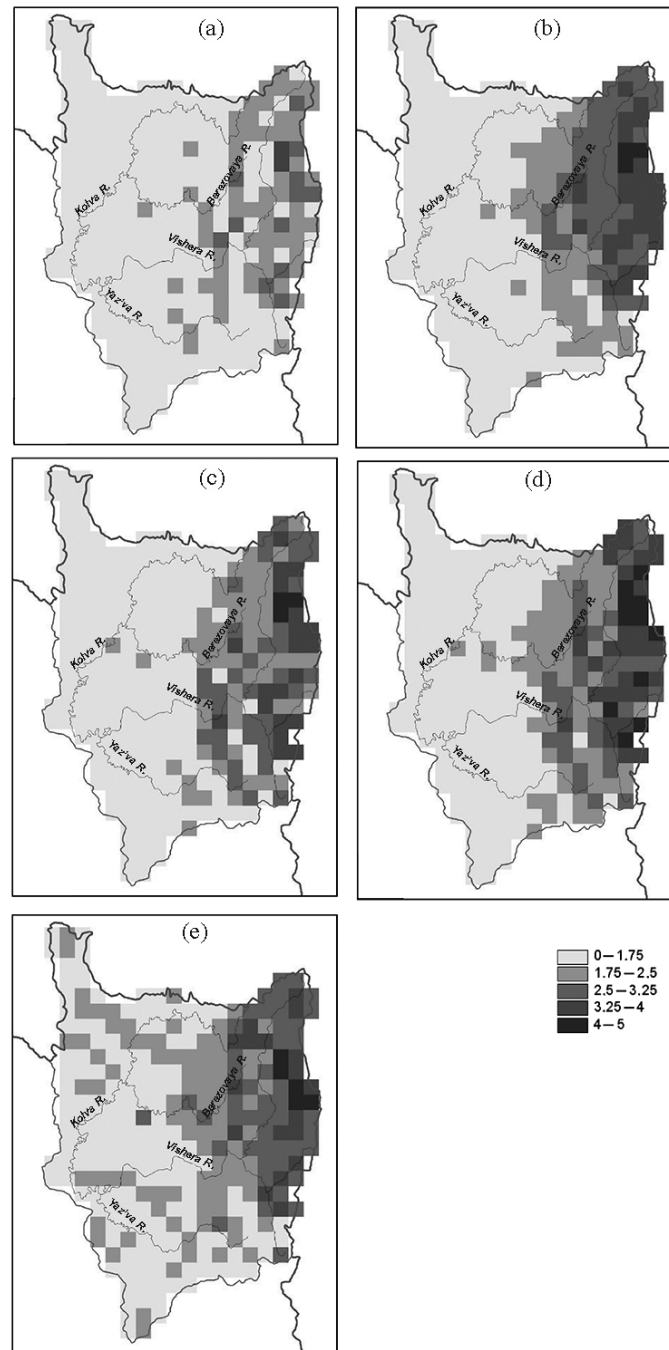 (a)
Kolva R.
Berezovaya R.
Vishera R.
Yaz'va R.
(b)
Kolva R.
Berezovaya R.
Vishera R.
Yaz'va R.
(c)
Kolva R.
Berezovaya R.
Vishera R.
Yaz'va R.
(d)
Kolva R.
Berezovaya R.
Vishera R.
Yaz'va R.
(e)
Kolva R.
Berezovaya R.
Vishera R.
Yaz'va R.
0–1.75
1.75–2.5
2.5–3.25
3.25–4
4–5